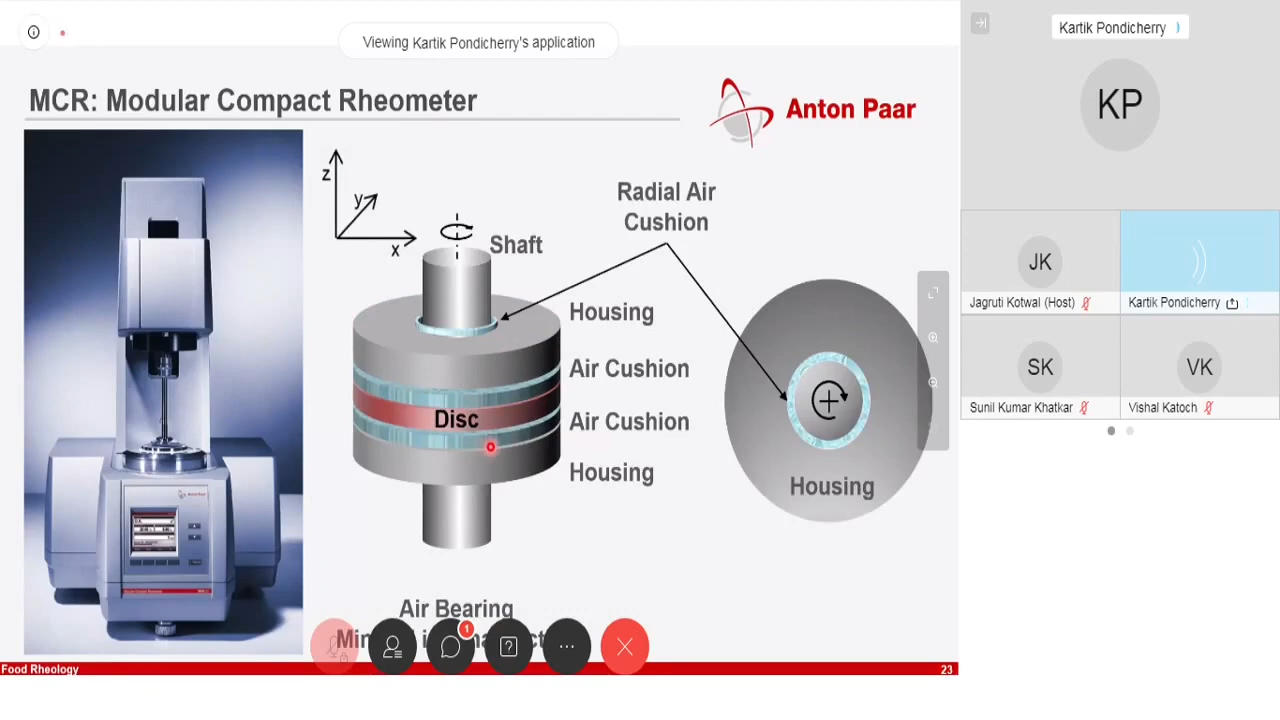 Viewing Kartik Pondicherry's application
MCR: Modular Compact Rheometer
Anton Paar
z
y
x
Shaft
Radial Air
Cushion
Housing
Air Cushion
Disc
Air Cushion
Housing
Housing
Air Bearing
1
Food Rheology
23
Kartik Pondicherry
KP
JK
Jagruti Kotwal (Host)
Kartik Pondicherry
SK
Sunil Kumar Khatkar
VK
Vishal Katoch
Anton Paar